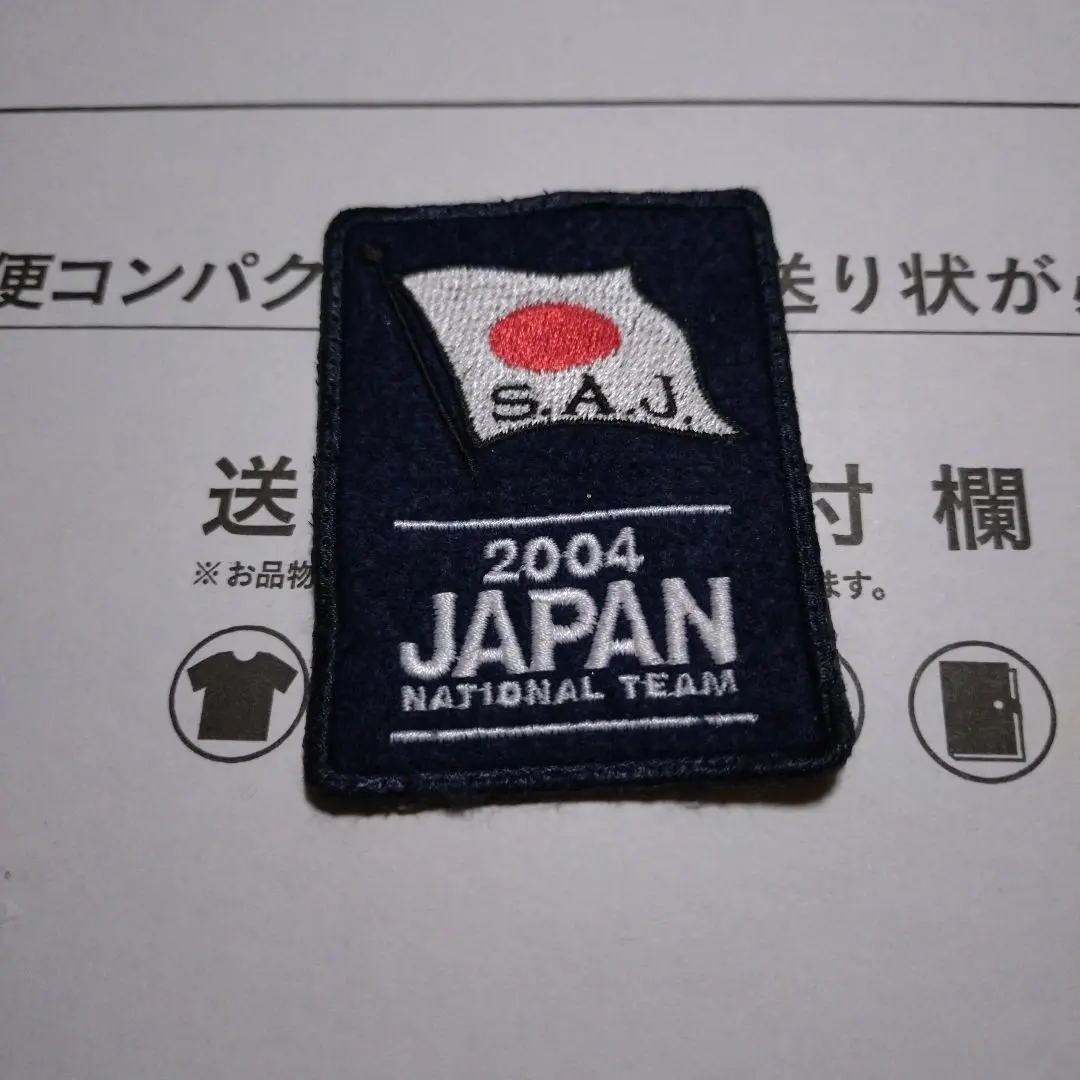 便コンパク
送り状が
S.A.J.
送
付欄
※お品物
ます。
2004
JAPAN
NATIONAL TEAM